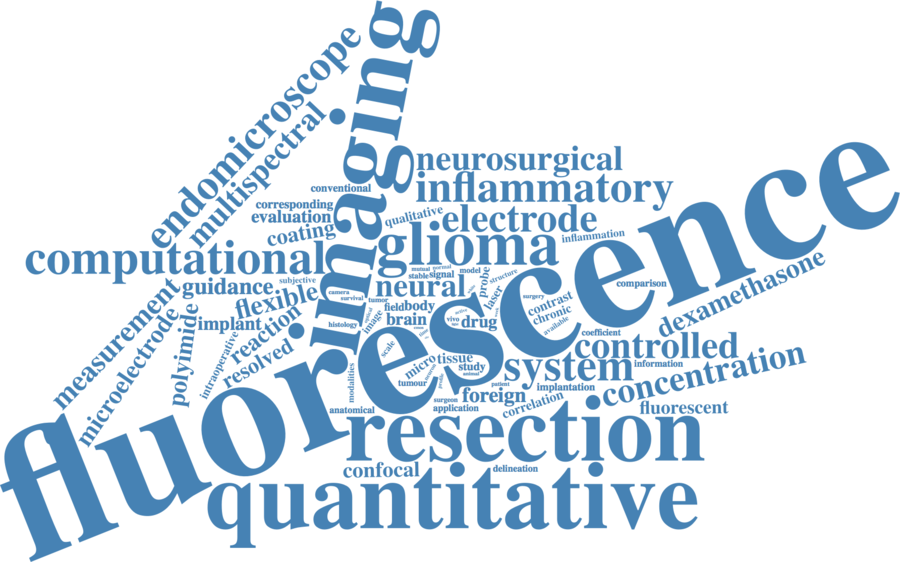 imaging
endomicroscope
multispectral
fluorescence
neurosurgical
inflammatory
conventional
corresponding
evaluation
coating
qualitative
electrode
inflammation
computational
glioma
guidance
subjective
flexible
neural
mutual
normal
stable
signal
model
probe
structure
laser
comparison
dexamethasone
measurement
microelectrode
polyimide
implant
reaction
intraoperative
resolved
camera
survival
tumor
histology
image
field
body
brain
vivo
drug
surgery
contrast
chronic
available
coefficient
controlled
scale
micro
tissue
study
animal
tumour
system
information
concentration
modalities
patient
implantation
foreign
surgeon
application
correlation
fluorescent
anatomical
resection
confocal
delineation
quantitative